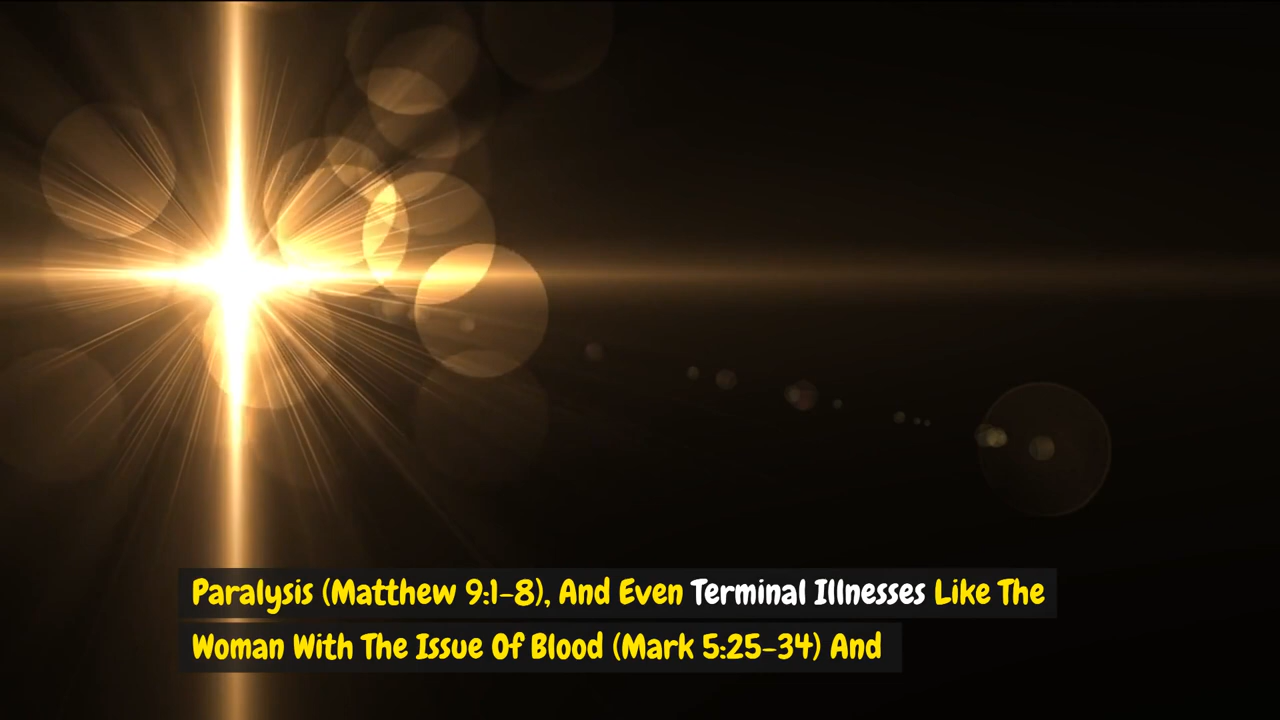 Paralysis (Matthew 9:1-8), And Even Terminal Illnesses Like The
Woman With The Issue Of Blood (Mark 5:25-34) And